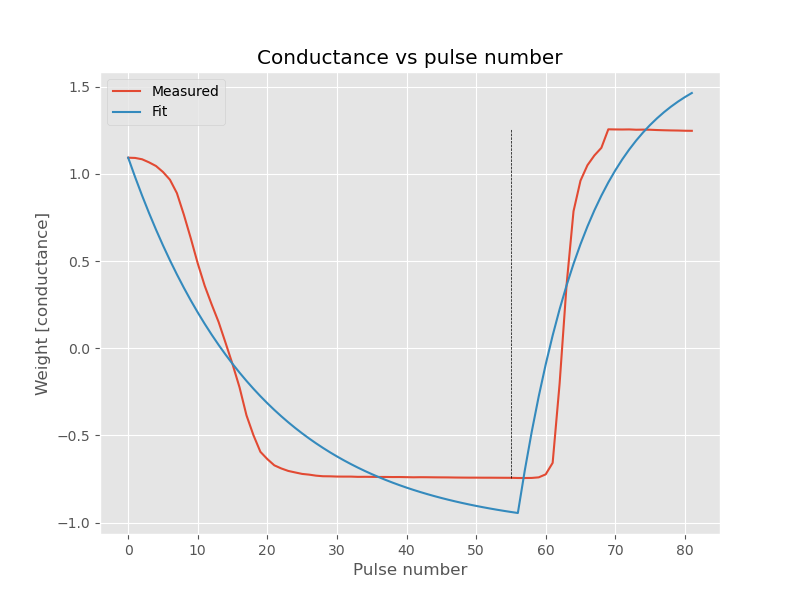 Conductance vs pulse number
Measured
Fit
1.5
1.0
0.5
0.0
−0.5
−1.0
Weight [conductance]
0 10 20 30 40 50 60 70 80
Pulse number